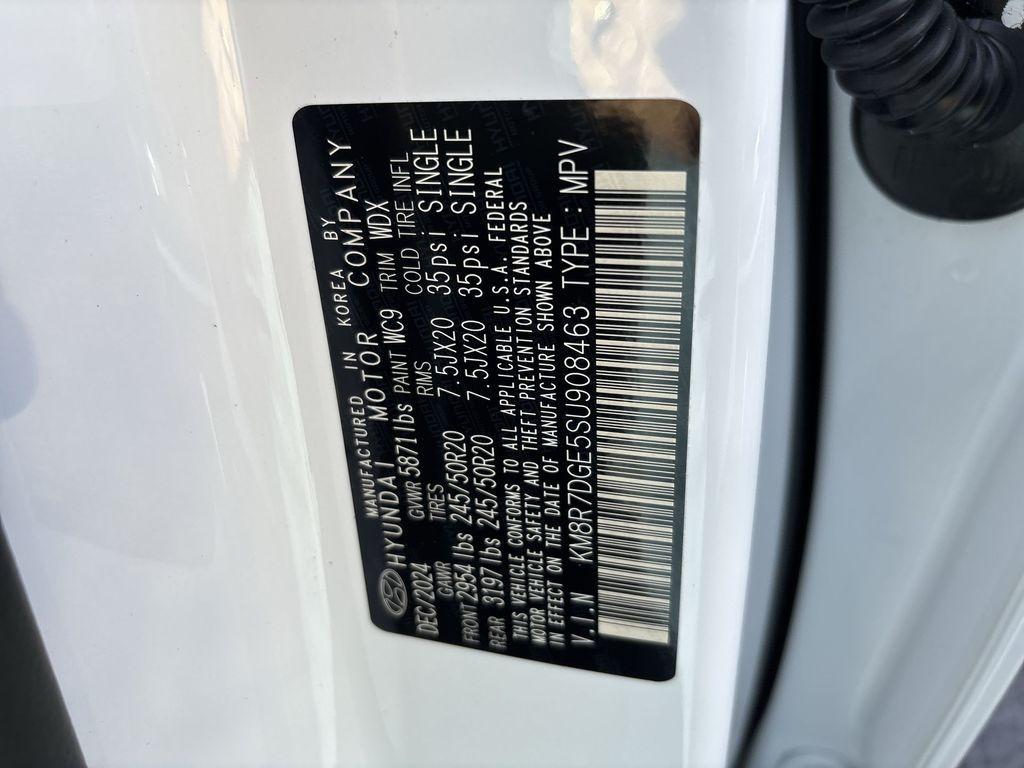 MANUFACTURED IN KOREA BY
HYUNDAI MOTOR COMPANY
DEC/2024 GVWR 5871lbs PAINT WC9 TRIM WDX
GAWR TIRES RIMS COLD TIRE INFL
FRONT 2954 lbs 245/50R20 7.5JX20 35psi SINGLE
REAR 3197 lbs 245/50R20 7.5JX20 35psi SINGLE
THIS VEHICLE CONFORMS TO ALL APPLICABLE U.S.A. FEDERAL
MOTOR VEHICLE SAFETY AND THEFT PREVENTION STANDARDS
IN EFFECT ON THE DATE OF MANUFACTURE SHOWN ABOVE
V.I.N KM8R7DGE5SU908463 TYPE:MPV